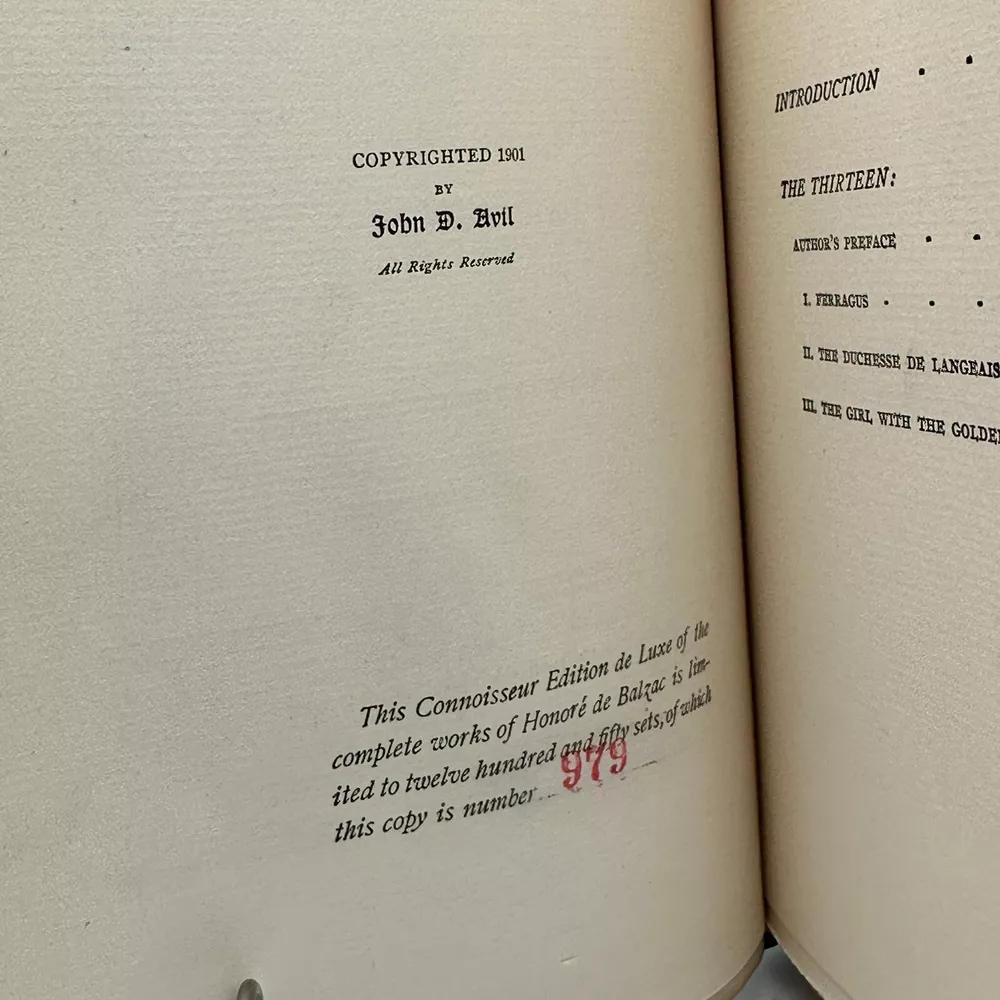 COPYRIGHTED 1901
BY
John D. Avil
All Rights Reserved
This Connoisseur Edition de Luxe of the
complete works of Honoré de Balzac is lim-
ited to twelve hundred and fifty sets, of which
this copy is number 979
INTRODUCTION . .
THE THIRTEEN:
AUTHOR'S PREFACE . .
I. FERRAGUS . . .
II. THE DUCHESSE DE LANGEAIS
III. THE GIRL WITH THE GOLDE